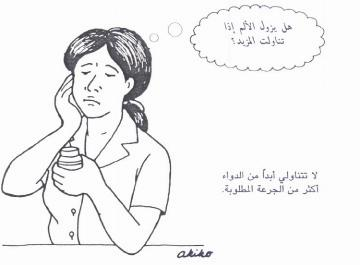 هل يزول الألم إذا
تناولت المزيد؟
لا تتناولي أبداً من الدواء
أكثر من الجرعة المطلوبة.
akiko